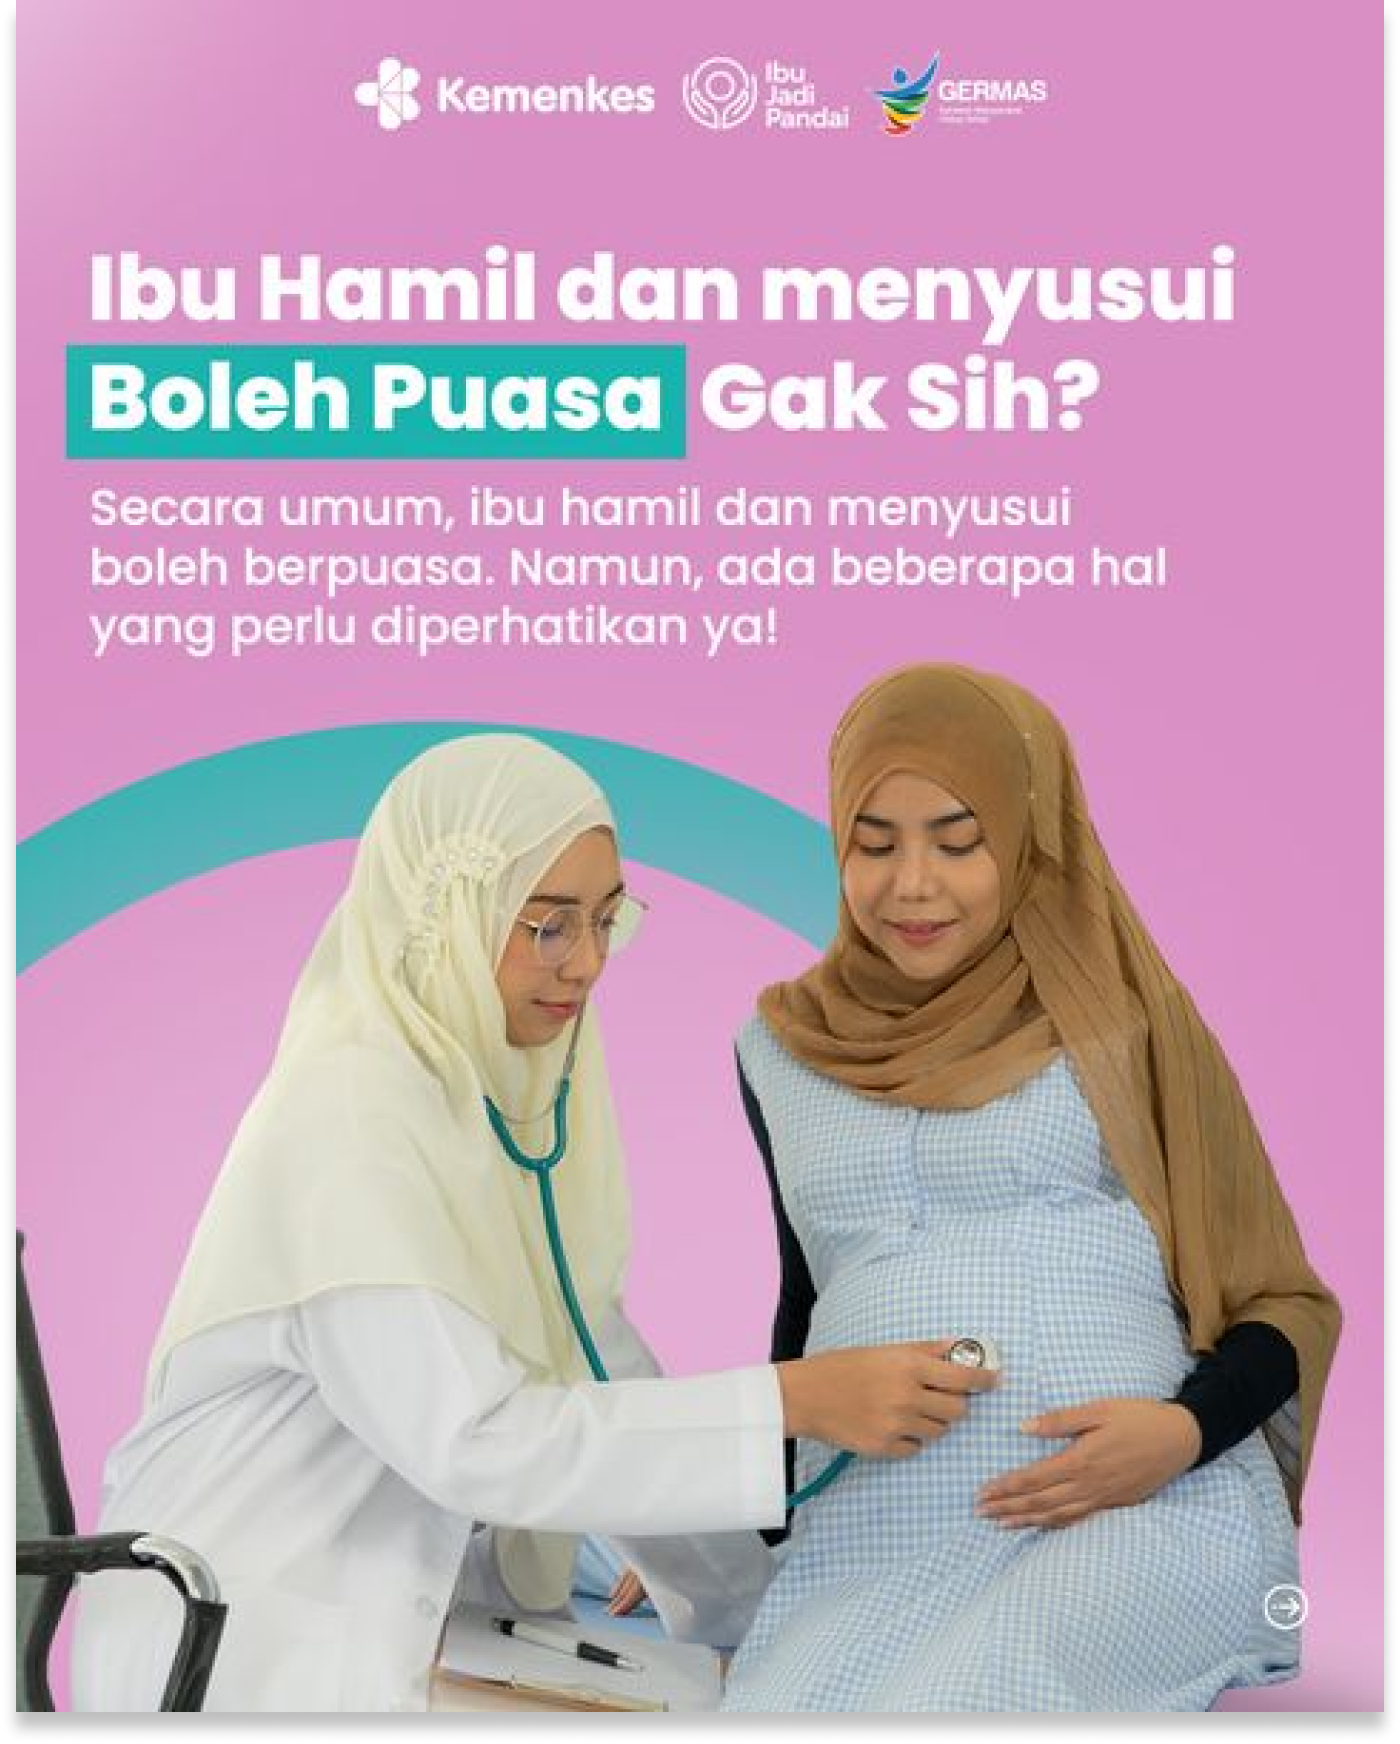 Kemenkes
Ibu
Jadi
Pandai
GERMAS
Ibu Hamil dan menyusui
Boleh Puasa Gak Sih?
Secara umum, ibu hamil dan menyusui
boleh berpuasa. Namun, ada beberapa hal
yang perlu diperhatikan ya!